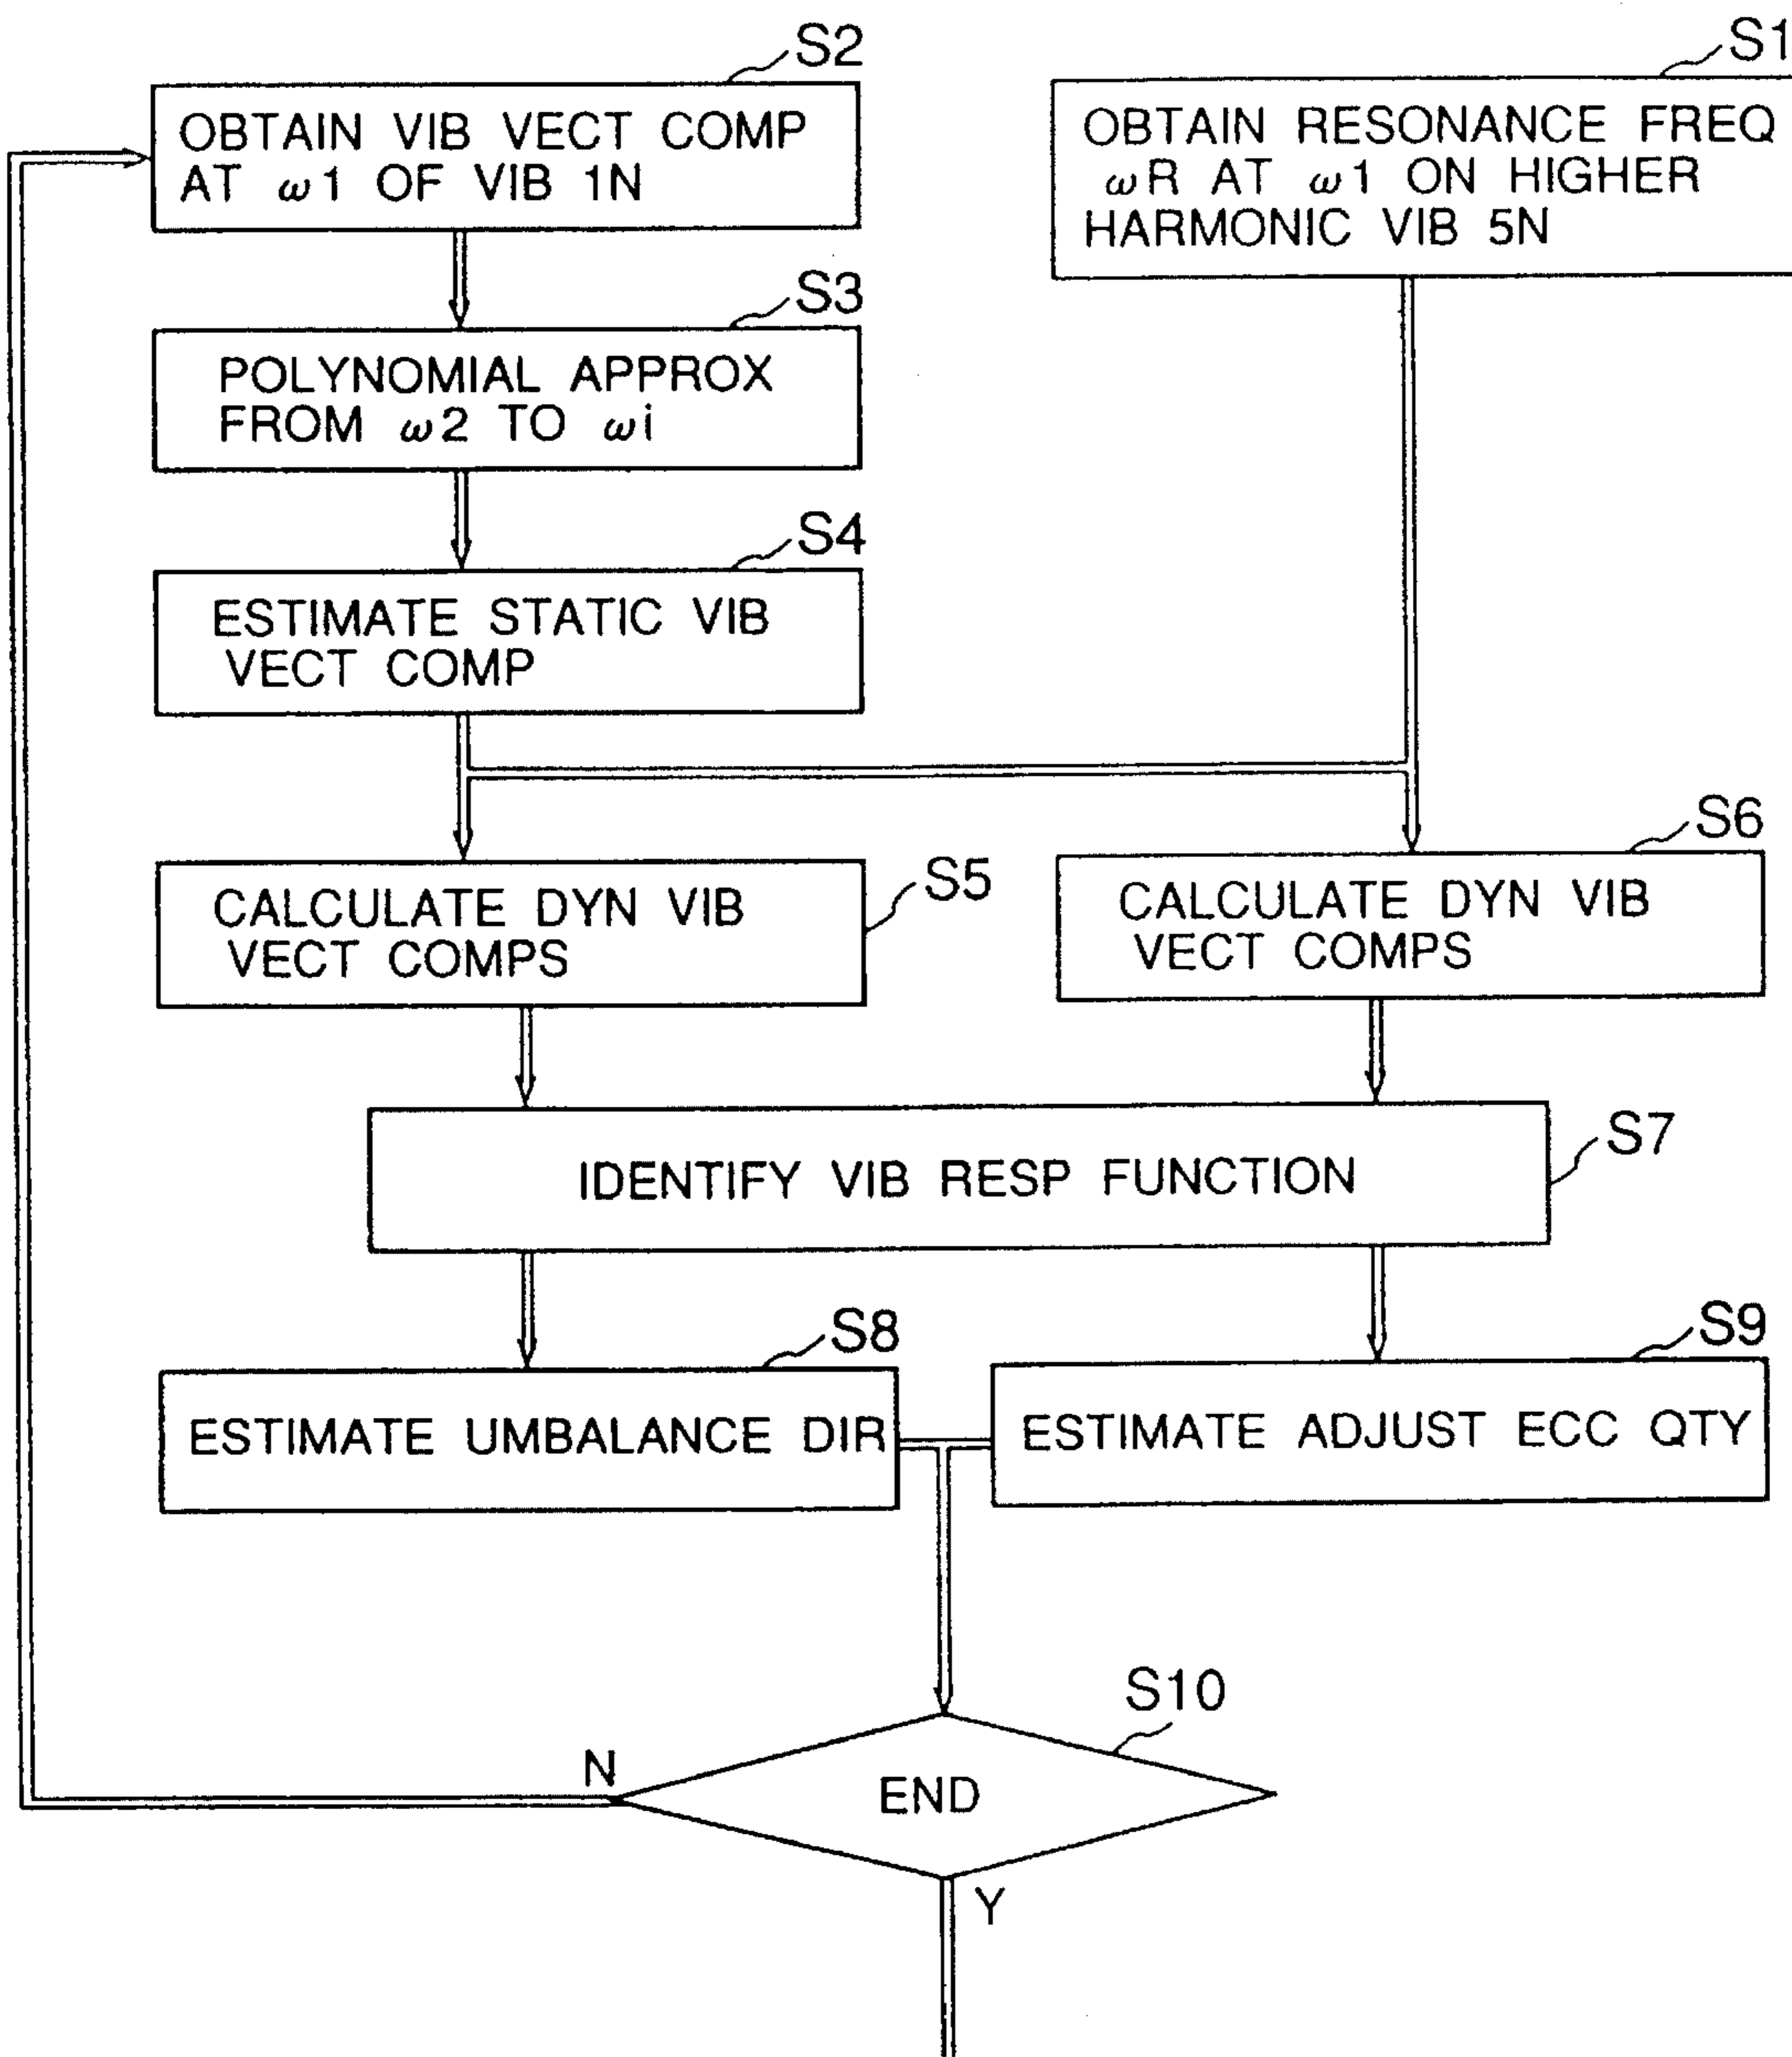 S2
OBTAIN VIB VECT COMP
AT ω1 OF VIB 1N
S1
OBTAIN RESONANCE FREQ
ωR AT ω1 ON HIGHER
HARMONIC VIB 5N
S3
POLYNOMIAL APPROX
FROM ω2 TO ωi
S4
ESTIMATE STATIC VIB
VECT COMP
S5
CALCULATE DYN VIB
VECT COMPS
S6
CALCULATE DYN VIB
VECT COMPS
S7
IDENTIFY VIB RESP FUNCTION
S8
ESTIMATE UMBALANCE DIR
S9
ESTIMATE ADJUST ECC QTY
S10
N
END
Y